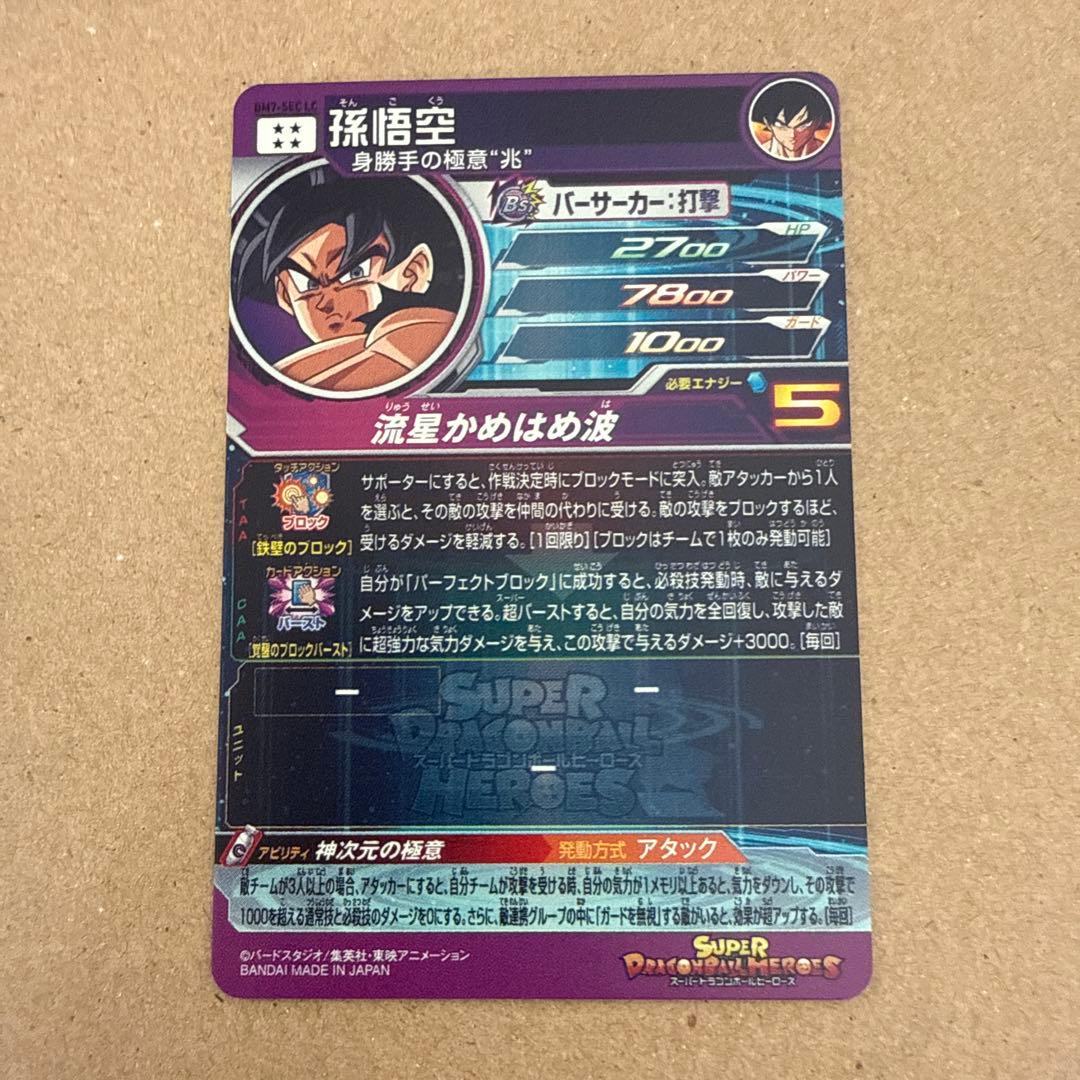 BM7-SEC LC
孫悟空
そん ご くう
身勝手の極意“兆”
Bs バーサーカー：打撃
HP
2700
パワー
7800
ガード
1000
必要エナジー 5
りゅう せい は
流星かめはめ波
タッチアクション
ブロック
[鉄壁のブロック]
サポーターにすると、作戦決定時にブロックモードに突入。敵アタッカーから1人
を選ぶと、その敵の攻撃を仲間の代わりに受ける。敵の攻撃をブロックするほど、
受けるダメージを軽減する。[1回限り][ブロックはチームで1枚のみ発動可能]
カードアクション
バースト
[覚醒のブロックバースト]
自分が「パーフェクトブロック」に成功すると、必殺技発動時、敵に与えるダ
メージをアップできる。超バーストすると、自分の気力を全回復し、攻撃した敵
に超強力な気力ダメージを与え、この攻撃で与えるダメージ+3000。[毎回]
TAA
CAA
ユニット
ー
ー
ー
SUPER
DRAGONBALL
スーパードラゴンボールヒーローズ
HEROES
アビリティ 神次元の極意 発動方式 アタック
敵チームが3人以上の場合、アタッカーにすると、自分チームが攻撃を受ける時、自分の気力が1メモリ以上あると、気力をダウンし、その攻撃で
1000を超える通常技と必殺技のダメージを0にする。さらに、敵連携グループの中に「ガードを無視」する敵がいると、効果が超アップする。[毎回]
©バードスタジオ/集英社・東映アニメーション
BANDAI MADE IN JAPAN
SUPER
DRAGONBALL HEROES
スーパードラゴンボールヒーローズ